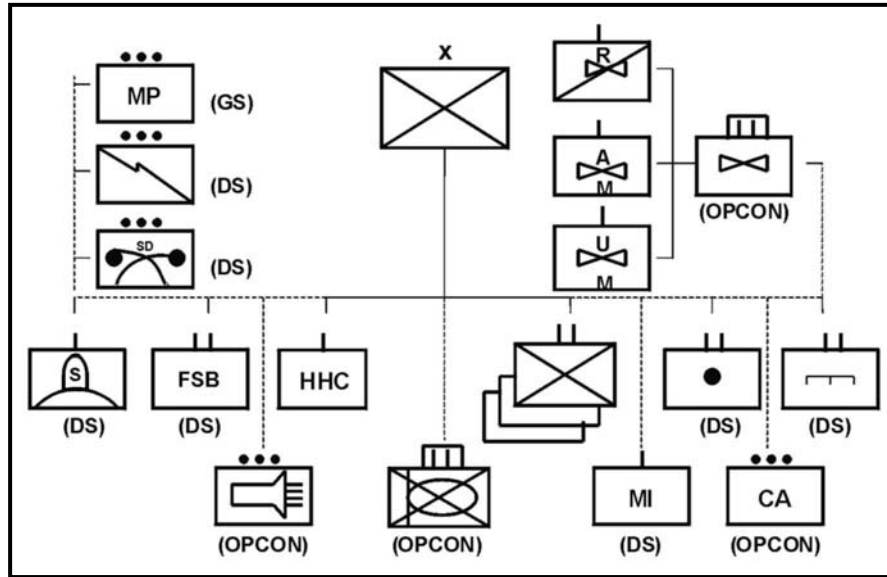 X
MP
(GS)
(DS)
SD
(DS)
R
A
M
U
M
(OPCON)
S
(DS)
FSB
(DS)
HHC
(DS)
(DS)
(OPCON)
(OPCON)
MI
(DS)
CA
(OPCON)